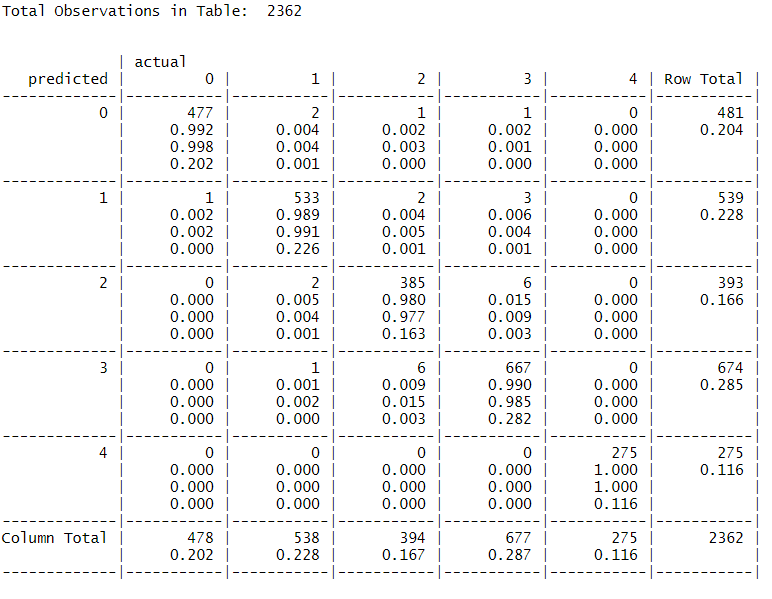 Total Observations in Table:  2362
             | actual
   predicted |         0 |         1 |         2 |         3 |         4 | Row Total |
-------------|-----------|-----------|-----------|-----------|-----------|-----------|
           0 |       477 |         2 |         1 |         1 |         0 |       481 |
             |     0.992 |     0.004 |     0.002 |     0.002 |     0.000 |     0.204 |
             |     0.998 |     0.004 |     0.003 |     0.001 |     0.000 |           |
             |     0.202 |     0.001 |     0.000 |     0.000 |     0.000 |           |
-------------|-----------|-----------|-----------|-----------|-----------|-----------|
           1 |         1 |       533 |         2 |         3 |         0 |       539 |
             |     0.002 |     0.989 |     0.004 |     0.006 |     0.000 |     0.228 |
             |     0.002 |     0.991 |     0.005 |     0.004 |     0.000 |           |
             |     0.000 |     0.226 |     0.001 |     0.001 |     0.000 |           |
-------------|-----------|-----------|-----------|-----------|-----------|-----------|
           2 |         0 |         2 |       385 |         6 |         0 |       393 |
             |     0.000 |     0.005 |     0.980 |     0.015 |     0.000 |     0.166 |
             |     0.000 |     0.004 |     0.977 |     0.009 |     0.000 |           |
             |     0.000 |     0.001 |     0.163 |     0.003 |     0.000 |           |
-------------|-----------|-----------|-----------|-----------|-----------|-----------|
           3 |         0 |         1 |         6 |       667 |         0 |       674 |
             |     0.000 |     0.001 |     0.009 |     0.990 |     0.000 |     0.285 |
             |     0.000 |     0.002 |     0.015 |     0.985 |     0.000 |           |
             |     0.000 |     0.000 |     0.003 |     0.282 |     0.000 |           |
-------------|-----------|-----------|-----------|-----------|-----------|-----------|
           4 |         0 |         0 |         0 |         0 |       275 |       275 |
             |     0.000 |     0.000 |     0.000 |     0.000 |     1.000 |     0.116 |
             |     0.000 |     0.000 |     0.000 |     0.000 |     1.000 |           |
             |     0.000 |     0.000 |     0.000 |     0.000 |     0.116 |           |
-------------|-----------|-----------|-----------|-----------|-----------|-----------|
Column Total |       478 |       538 |       394 |       677 |       275 |      2362 |
             |     0.202 |     0.228 |     0.167 |     0.287 |     0.116 |           |
-------------|-----------|-----------|-----------|-----------|-----------|-----------|